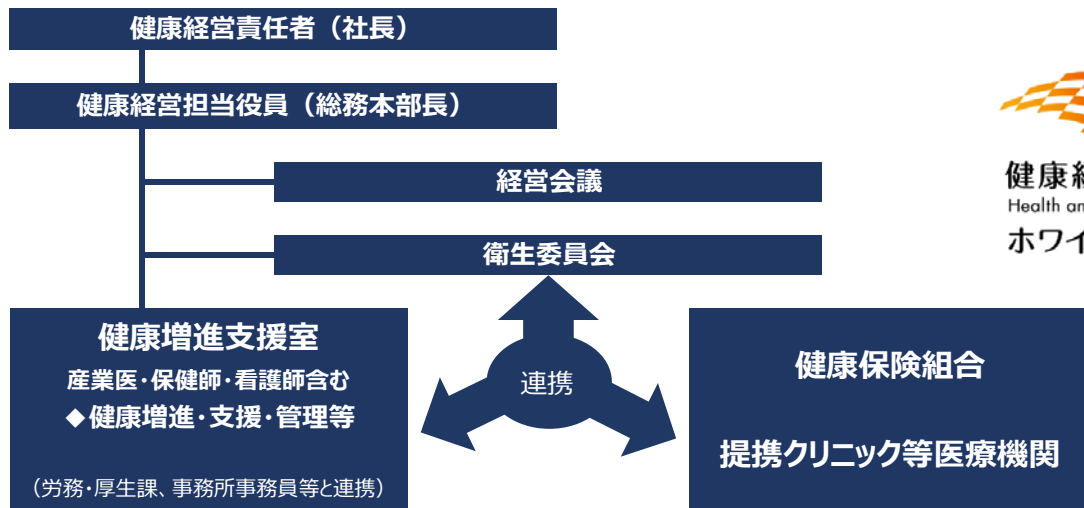 健康経営責任者（社長）
健康経営担当役員（総務本部長）
経営会議
衛生委員会
健康増進支援室
産業医・保健師・看護師含む
◆健康増進・支援・管理等
（労務・厚生課、事務所事務員等と連携）
連携
健康保険組合
提携クリニック等医療機関
健康経
Health an
ホワイ